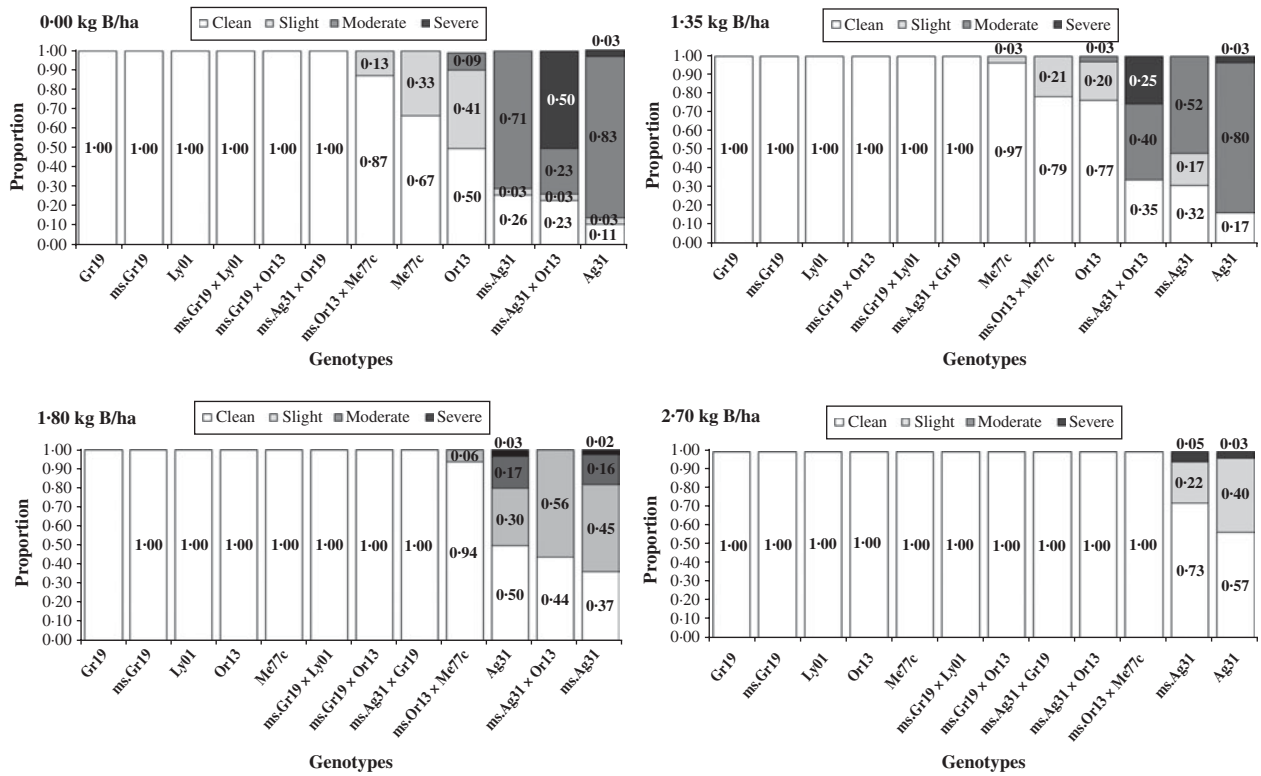 0·00 kg B/ha
Clean Slight Moderate Severe
Proportion
1·00
0·90
0·80
0·70
0·60
0·50
0·40
0·30
0·20
0·10
0·00
1·00 1·00 1·00 1·00 1·00 1·00
0·13
0·87
0·33
0·67
0·09
0·41
0·50
0·71
0·03
0·26
0·50
0·23
0·03
0·23
0·03
0·83
0·03
0·11
Gr19
ms.Gr19
Ly01
ms.Gr19 × Ly01
ms.Gr19 × Or13
ms.Ag31 × Or19
ms.Or13 × Me77c
Me77c
Or13
ms.Ag31
ms.Ag31 × Or13
Ag31
Genotypes
1·35 kg B/ha
Clean Slight Moderate Severe
Proportion
1·00
0·90
0·80
0·70
0·60
0·50
0·40
0·30
0·20
0·10
0·00
1·00 1·00 1·00 1·00 1·00 1·00
0·03
0·97
0·21
0·79
0·03
0·20
0·77
0·25
0·40
0·35
0·52
0·17
0·32
0·03
0·80
0·17
Gr19
ms.Gr19
Ly01
ms.Gr19 × Or13
ms.Gr19 × Ly01
ms.Ag31 × Gr19
Me77c
ms.Or13 × Me77c
Or13
ms.Ag31 × Or13
ms.Ag31
Ag31
Genotypes
1·80 kg B/ha
Clean Slight Moderate Severe
Proportion
1·00
0·90
0·80
0·70
0·60
0·50
0·40
0·30
0·20
0·10
0·00
1·00 1·00 1·00 1·00 1·00 1·00 1·00
0·06
0·94
0·03
0·17
0·30
0·50
0·56
0·44
0·02
0·16
0·45
0·37
Gr19
ms.Gr19
Ly01
Or13
Me77c
ms.Gr19 × Ly01
ms.Gr19 × Or13
ms.Ag31 × Gr19
ms.Or13 × Me77c
Ag31
ms.Ag31 × Or13
ms.Ag31
Genotypes
2·70 kg B/ha
Clean Slight Moderate Severe
Proportion
1·00
0·90
0·80
0·70
0·60
0·50
0·40
0·30
0·20
0·10
0·00
1·00 1·00 1·00 1·00 1·00 1·00 1·00 1·00 1·00 1·00
0·05
0·22
0·73
0·03
0·40
0·57
Gr19
ms.Gr19
Ly01
Or13
Me77c
ms.Gr19 × Ly01
ms.Gr19 × Or13
ms.Ag31 × Gr19
ms.Ag31 × Or13
ms.Or13 × Me77c
ms.Ag31
Ag31
Genotypes